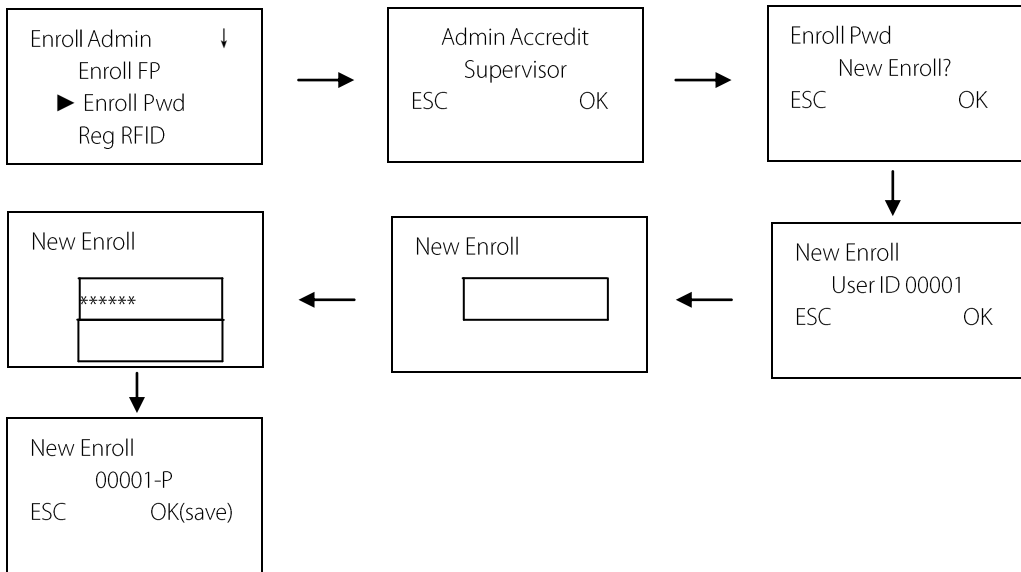 Enroll Admin ↓
Enroll FP
► Enroll Pwd
Reg RFID
Admin Accredit
Supervisor
ESC OK
Enroll Pwd
New Enroll?
ESC OK
New Enroll
User ID 00001
ESC OK
New Enroll
New Enroll
******
New Enroll
00001-P
ESC OK(save)